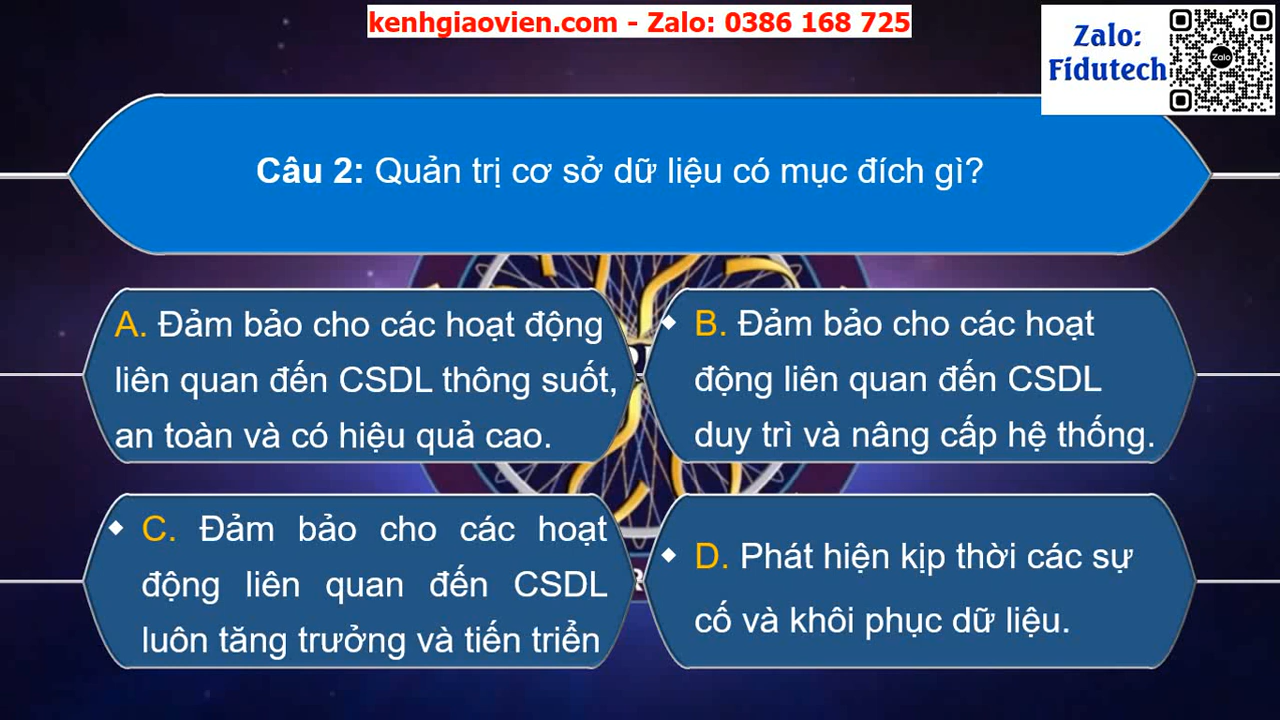 kenhgiaovien.com - Zalo: 0386 168 725
Zalo:
Fidutech
Zalo
Câu 2: Quản trị cơ sở dữ liệu có mục đích gì?
A. Đảm bảo cho các hoạt động
liên quan đến CSDL thông suốt,
an toàn và có hiệu quả cao.
B. Đảm bảo cho các hoạt
động liên quan đến CSDL
duy trì và nâng cấp hệ thống.
C. Đảm bảo cho các hoạt
động liên quan đến CSDL
luôn tăng trưởng và tiến triển
D. Phát hiện kịp thời các sự
cố và khôi phục dữ liệu.